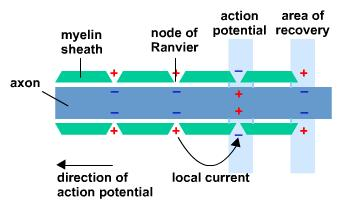 myelin
sheath
node of
Ranvier
action
potential
area of
recovery
axon
+ + − +
− − + −
− − + −
+ + − +
direction of
action potential
local current